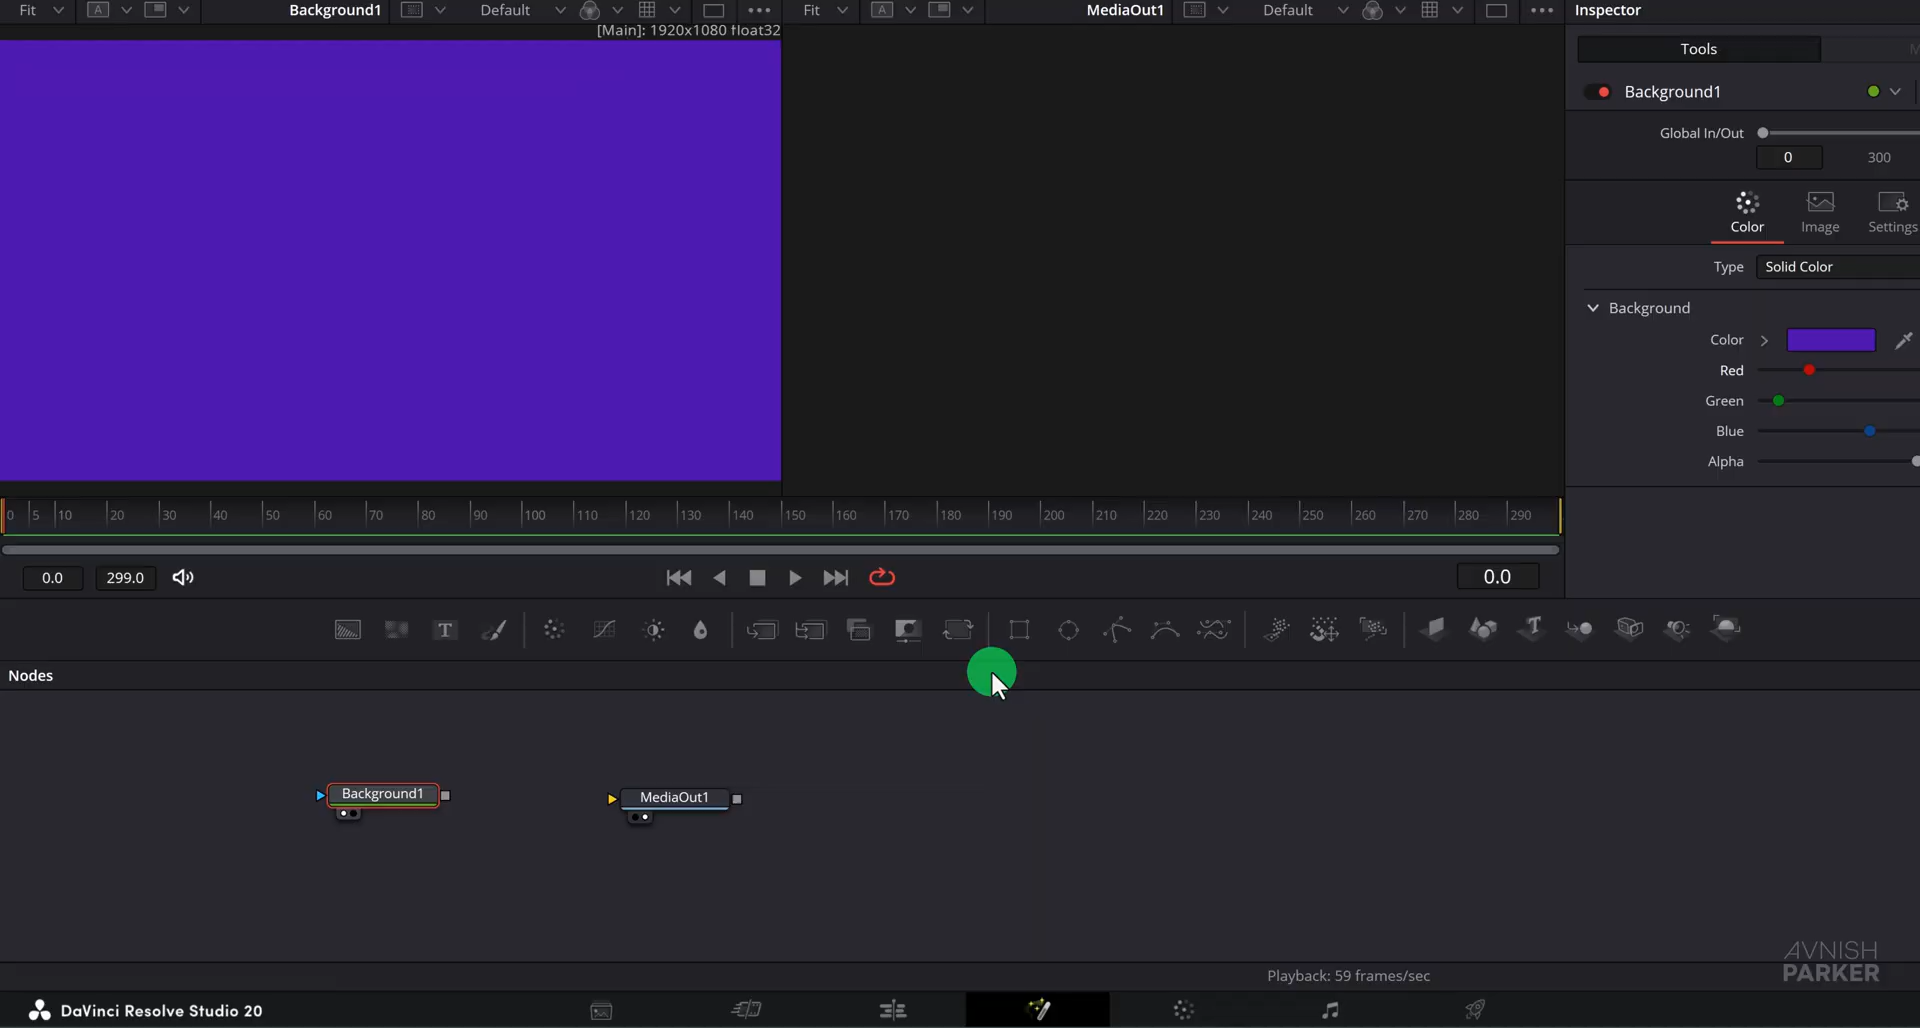 Fit A Background1 Default Fit A MediaOut1 Default Inspector
[Main]: 1920x1080 float32
Tools
Background1
Global In/Out
0 300
Color Image Settings
Type Solid Color
Background
Color
Red
Green
Blue
Alpha
0 5 10 20 30 40 50 60 70 80 90 100 110 120 130 140 150 160 170 180 190 200 210 220 230 240 250 260 270 280 290
0.0 299.0 0.0
T T
Nodes
Background1 MediaOut1
AVNISH
PARKER
Playback: 59 frames/sec
DaVinci Resolve Studio 20